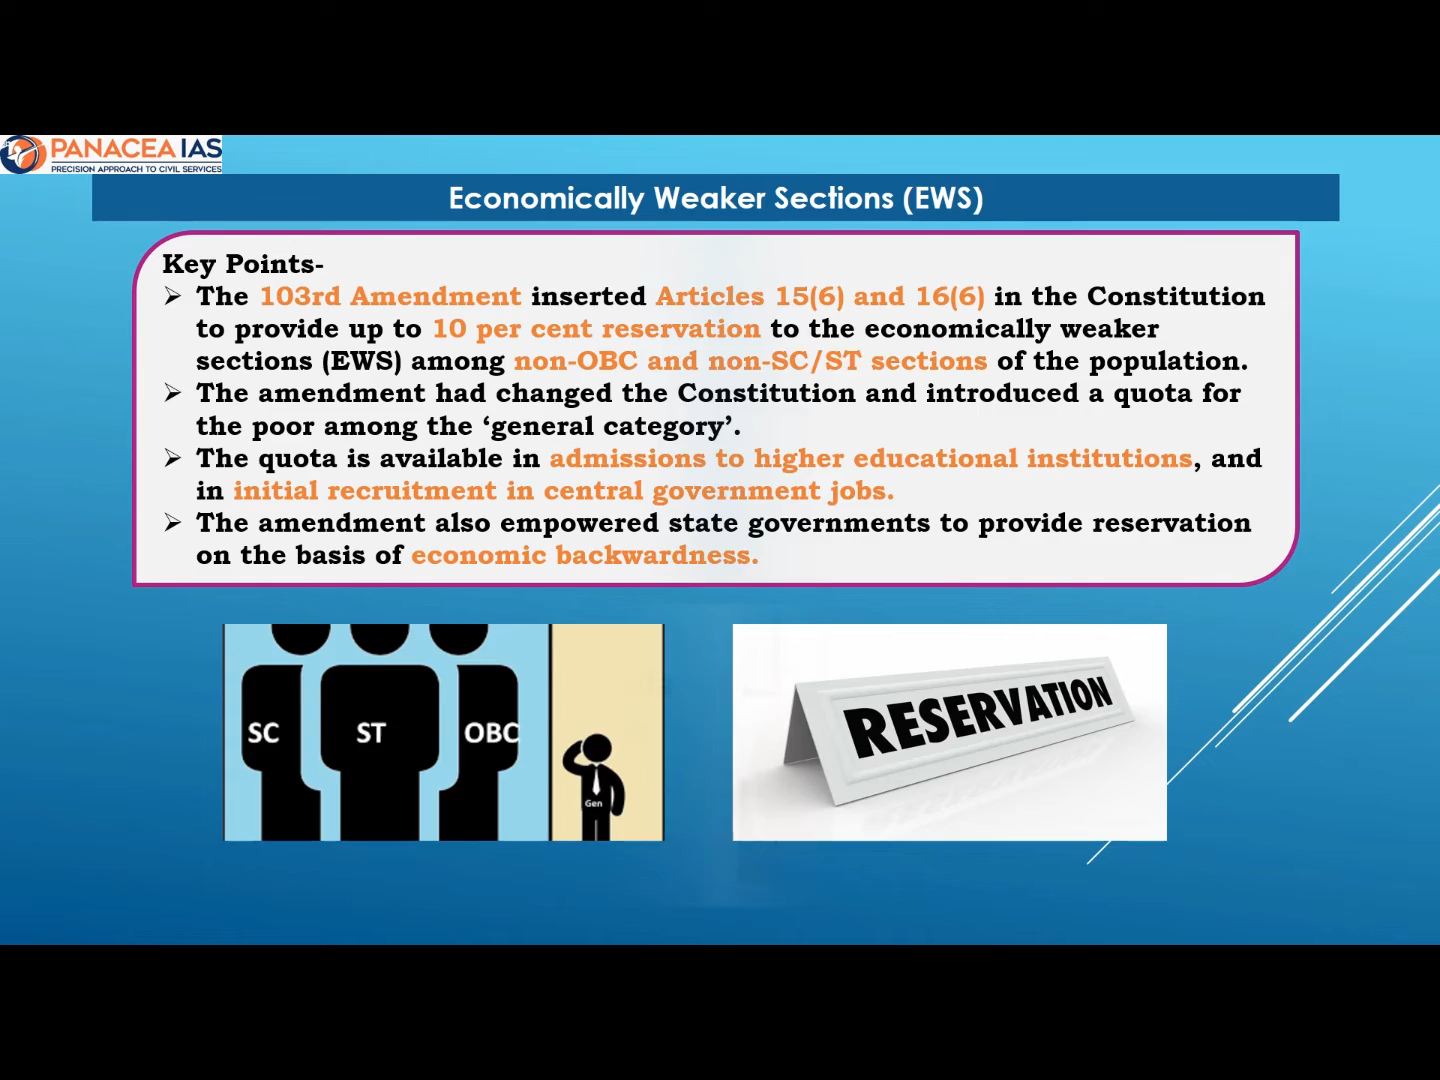 PANACEA IAS
PRECISION APPROACH TO CIVIL SERVICES
Economically Weaker Sections (EWS)
Key Points-
➢ The 103rd Amendment inserted Articles 15(6) and 16(6) in the Constitution
to provide up to 10 per cent reservation to the economically weaker
sections (EWS) among non-OBC and non-SC/ST sections of the population.
➢ The amendment had changed the Constitution and introduced a quota for
the poor among the ‘general category’.
➢ The quota is available in admissions to higher educational institutions, and
in initial recruitment in central government jobs.
➢ The amendment also empowered state governments to provide reservation
on the basis of economic backwardness.
SC ST OBC
Gen
RESERVATION